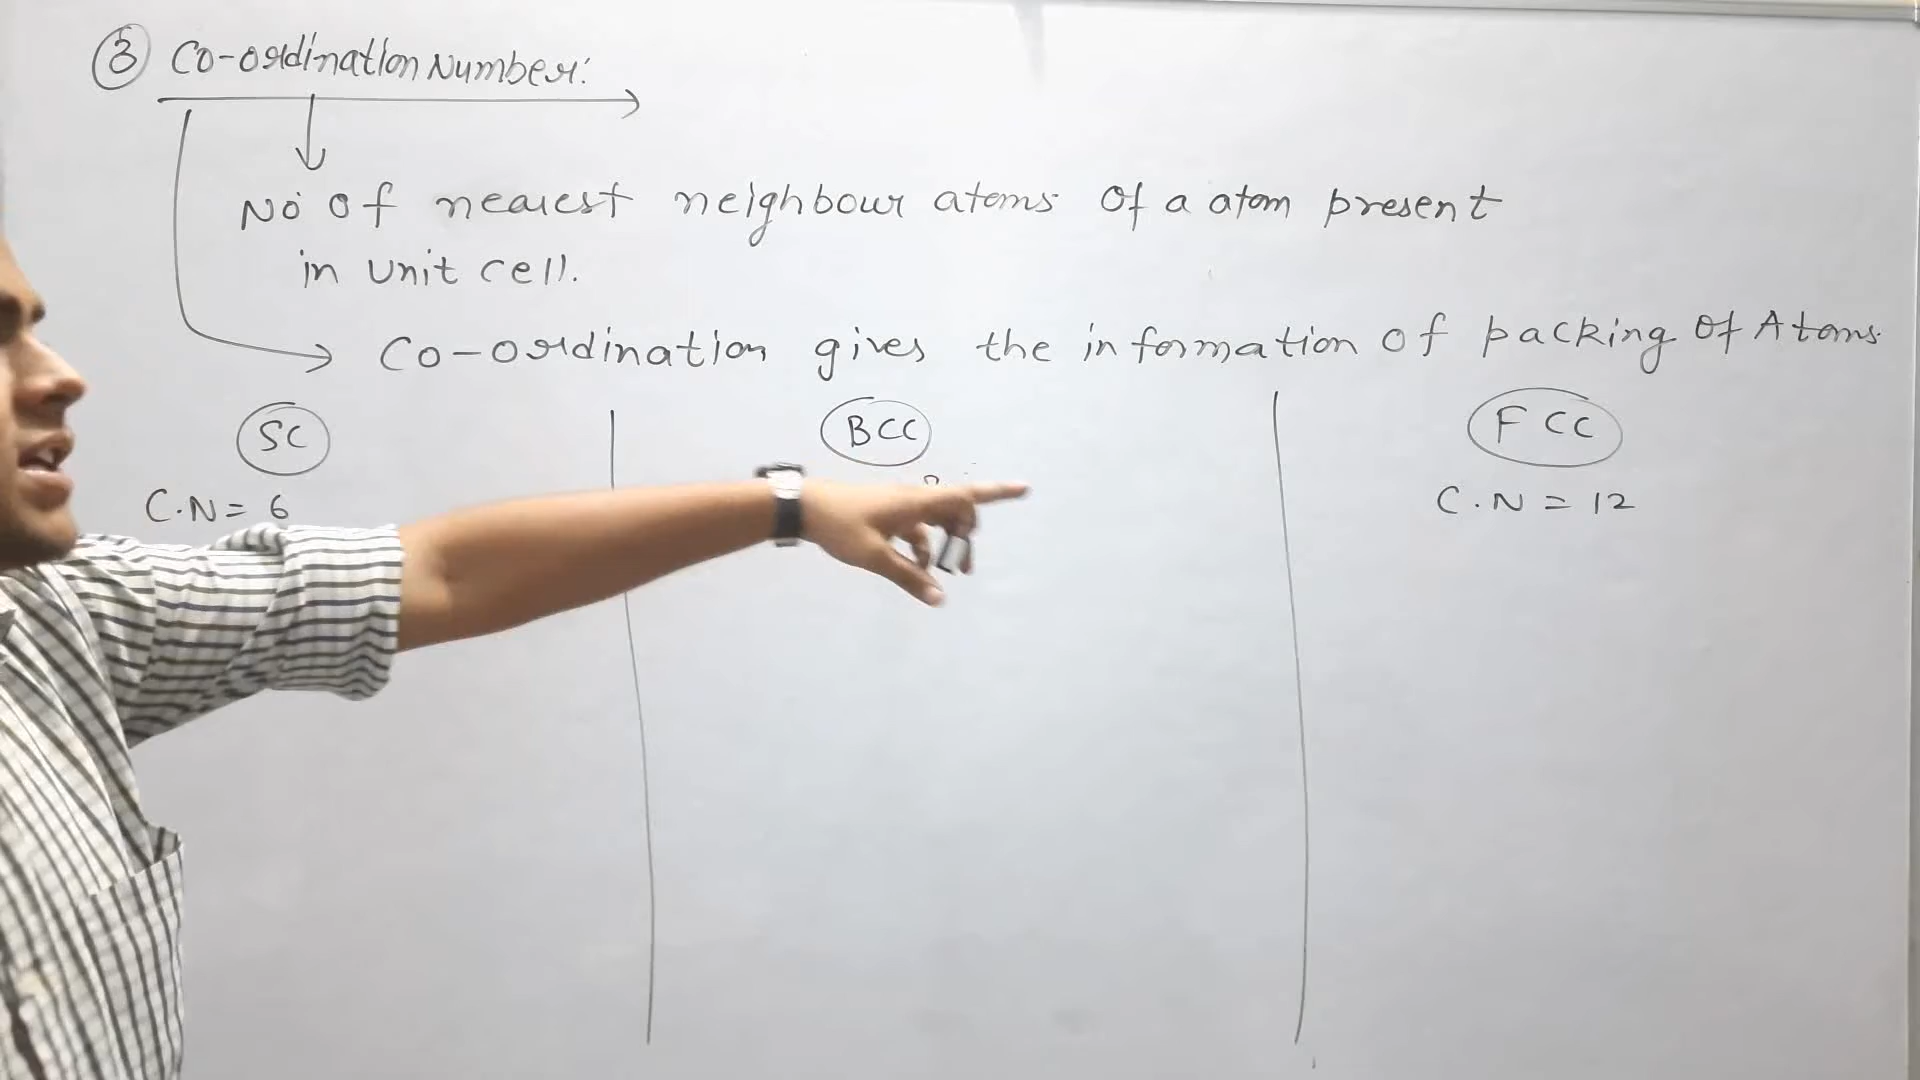 3 Co-ordination Number:
No of nearest neighbour atoms of a atom present
in unit cell.
Co-ordination gives the information of packing of Atoms
SC
BCC
FCC
C.N = 6
C.N = 12